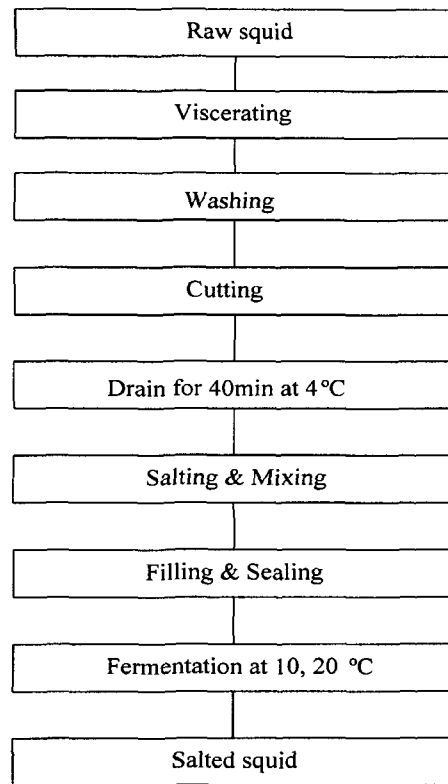 Raw squid
Viscerating
Washing
Cutting
Drain for 40min at 4°C
Salting & Mixing
Filling & Sealing
Fermentation at 10, 20 °C
Salted squid